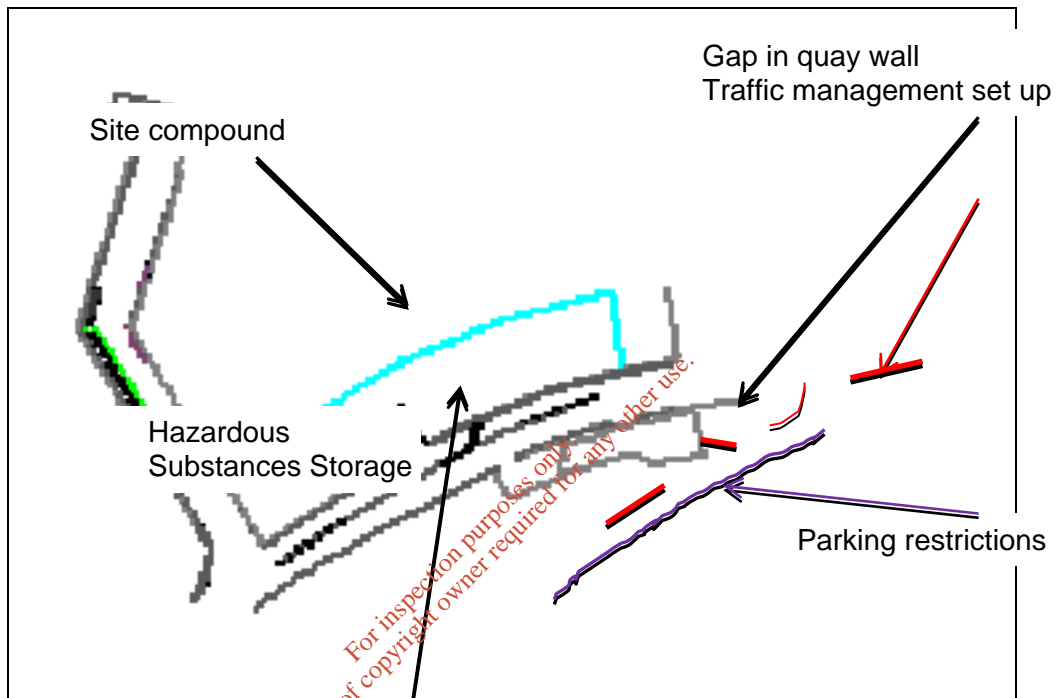 Gap in quay wall
Traffic management set up
Site compound
Hazardous
Substances Storage
Parking restrictions
For inspection purposes only.
of copyright owner required for any other use.